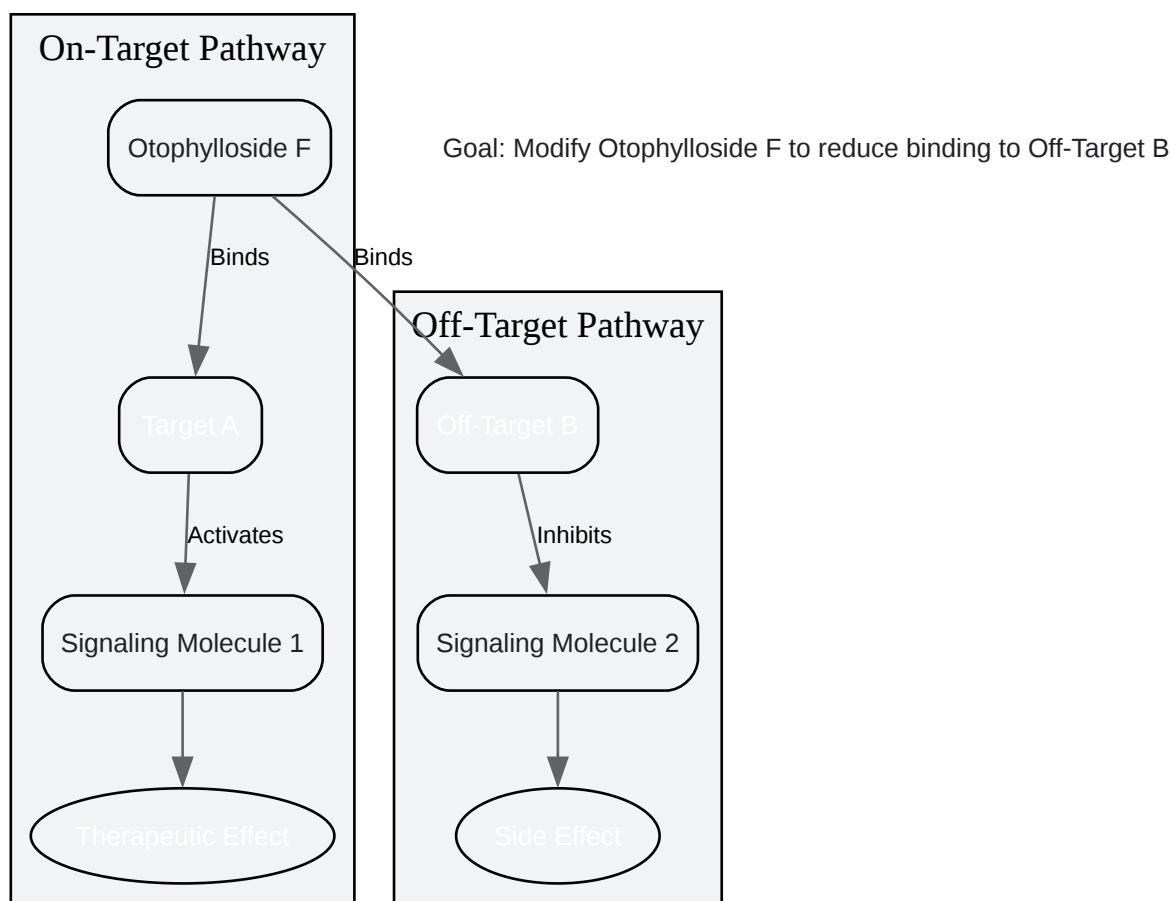 On-Target Pathway
Otophylloside F
Goal: Modify Otophylloside F to reduce binding to Off-Target B
Binds
Binds
Off-Target Pathway
Target A
Off-Target B
Activates
Inhibits
Signaling Molecule 1
Signaling Molecule 2
Therapeutic Effect
Side Effect